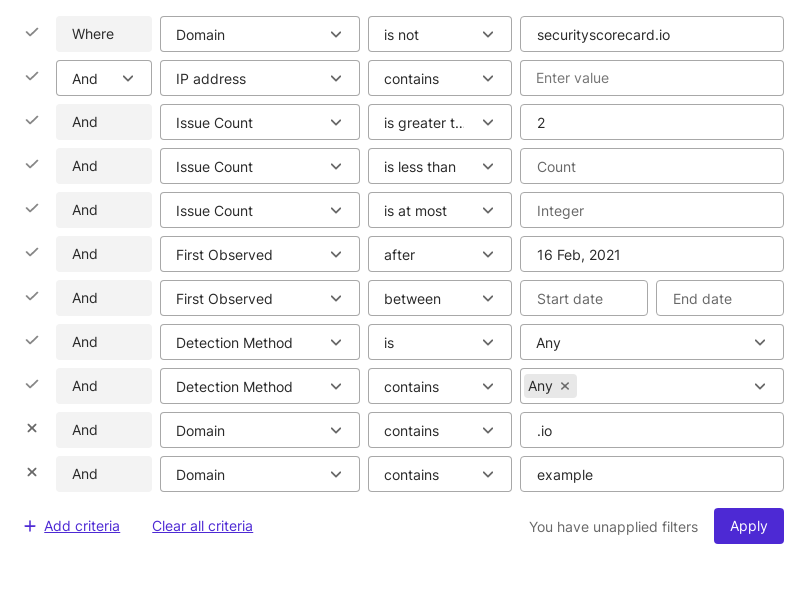 Where Domain is not securityscorecard.io
And IP address contains Enter value
And Issue Count is greater t.. 2
And Issue Count is less than Count
And Issue Count is at most Integer
And First Observed after 16 Feb, 2021
And First Observed between Start date End date
And Detection Method is Any
And Detection Method contains Any
And Domain contains .io
And Domain contains example
Add criteria Clear all criteria You have unapplied filters Apply